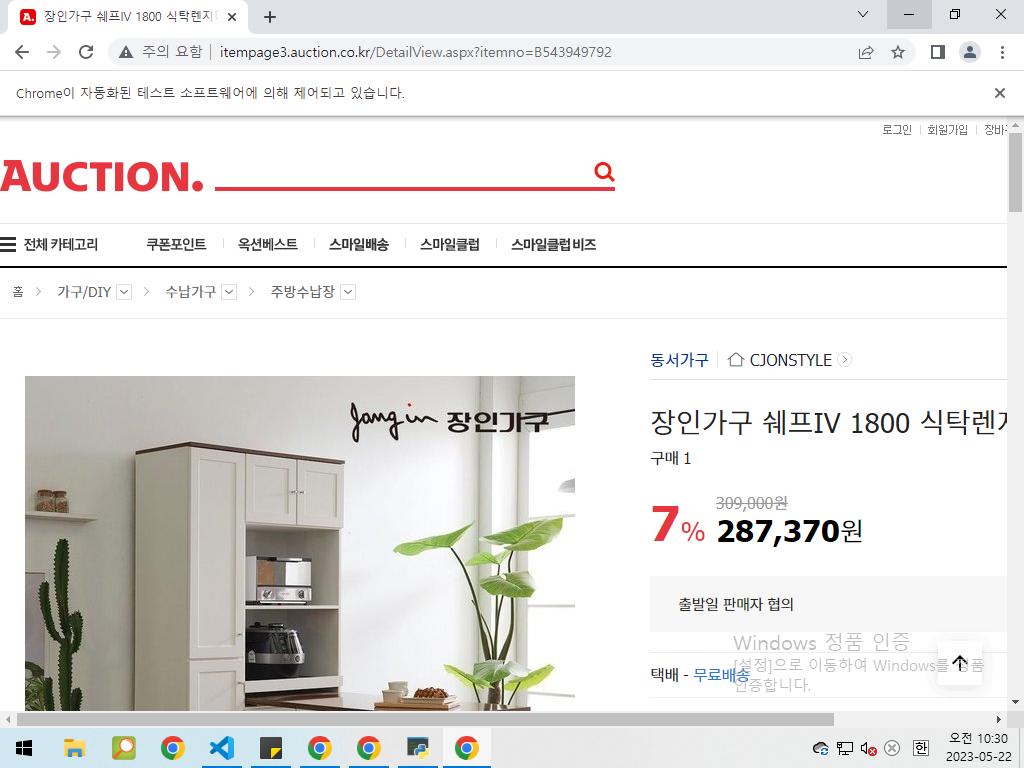 장인가구 쉐프IV 1800 식탁렌지
주의 요함
itempage3.auction.co.kr/DetailView.aspx?itemno=B543949792
Chrome이 자동화된 테스트 소프트웨어에 의해 제어되고 있습니다.
로그인 회원가입 장바
AUCTION.
전체 카테고리 쿠폰포인트 옥션베스트 스마일배송 스마일클럽 스마일클럽 비즈
홈 가구/DIY 수납가구 주방수납장
동서가구 CJONSTYLE
Jangin 장인가구
장인가구 쉐프IV 1800 식탁렌지
구매 1
309,000원
7% 287,370원
출발일 판매자 협의
Windows 정품 인증
[설정]으로 이동하여 Windows를 정품
인증합니다.
택배 - 무료배송
한
오전 10:30
2023-05-22